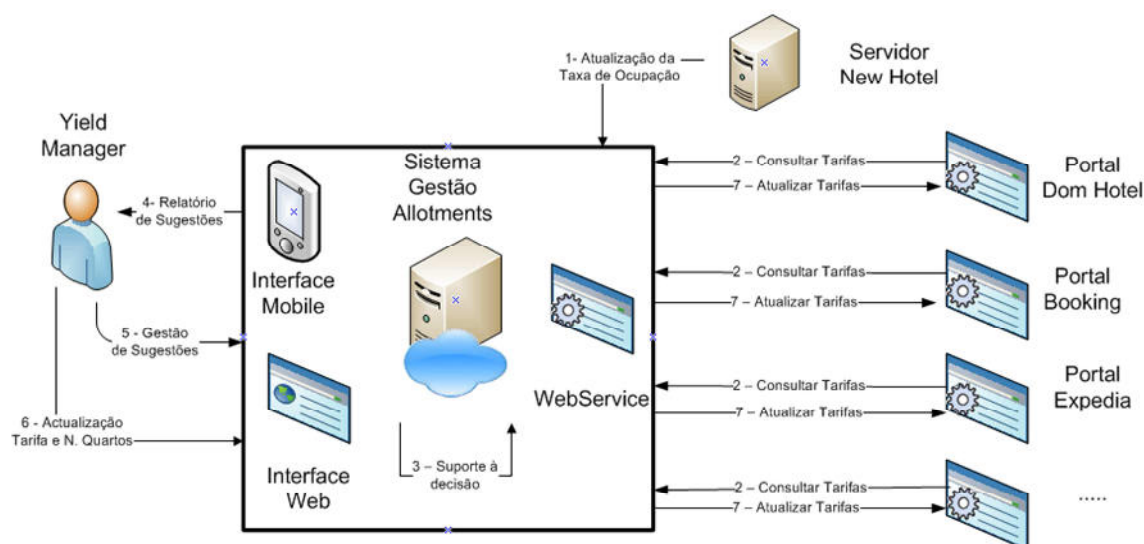 1- Atualização da
Taxa de Ocupação
Servidor
New Hotel
Yield
Manager
Sistema
Gestão
Allotments
2 – Consultar Tarifas
7 – Atualizar Tarifas
Portal
Dom Hotel
4- Relatório
de Sugestões
Interface
Mobile
2 – Consultar Tarifas
7 – Atualizar Tarifas
Portal
Booking
5 - Gestão
de Sugestões
WebService
2 – Consultar Tarifas
7 – Atualizar Tarifas
Portal
Expedia
6 - Actualização
Tarifa e N. Quartos
3 – Suporte à
decisão
Interface
Web
2 – Consultar Tarifas
7 – Atualizar Tarifas
.....